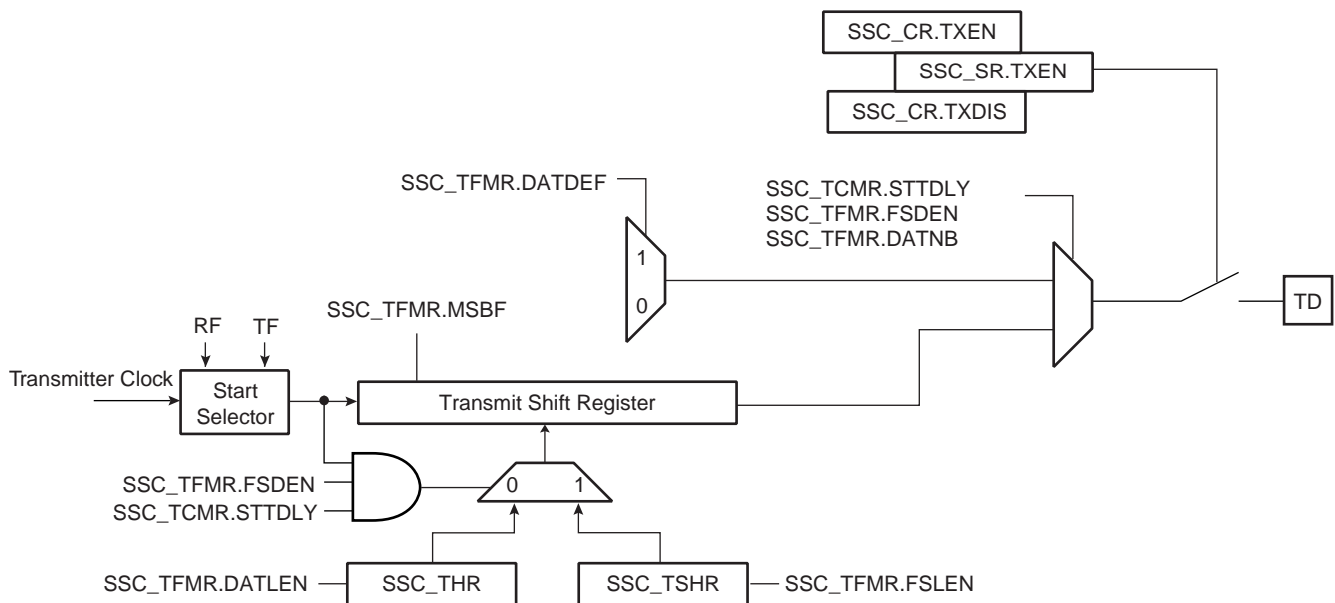 SSC_CR.TXEN
SSC_SR.TXEN
SSC_CR.TXDIS
SSC_TFMR.DATDEF
SSC_TCMR.STTDLY
SSC_TFMR.FSDEN
SSC_TFMR.DATNB
1
0
TD
SSC_TFMR.MSBF
RF
TF
Transmitter Clock
Start
Selector
Transmit Shift Register
SSC_TFMR.FSDEN
SSC_TCMR.STTDLY
0
1
SSC_TFMR.DATLEN
SSC_THR
SSC_TSHR
SSC_TFMR.FSLEN